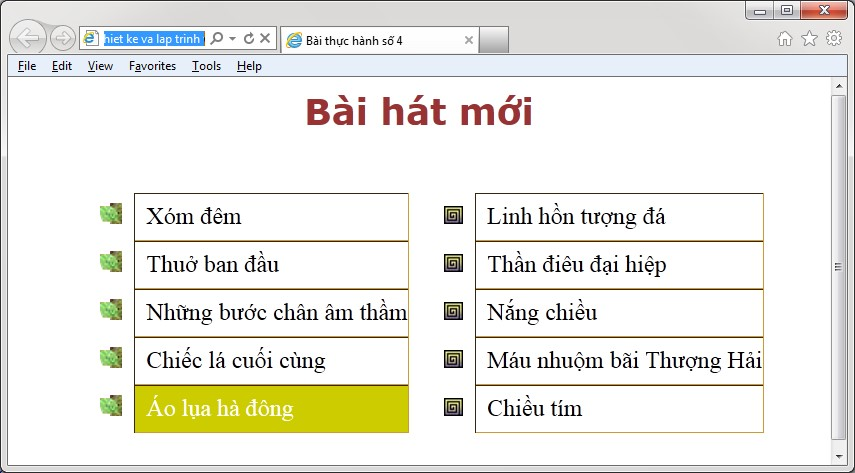 hiet ke va lap trinh
Bài thực hành số 4
File Edit View Favorites Tools Help
Bài hát mới
Xóm đêm
Thuở ban đầu
Những bước chân âm thầm
Chiếc lá cuối cùng
Áo lụa hà đông
Linh hồn tượng đá
Thần điêu đại hiệp
Nắng chiều
Máu nhuộm bãi Thượng Hải
Chiều tím